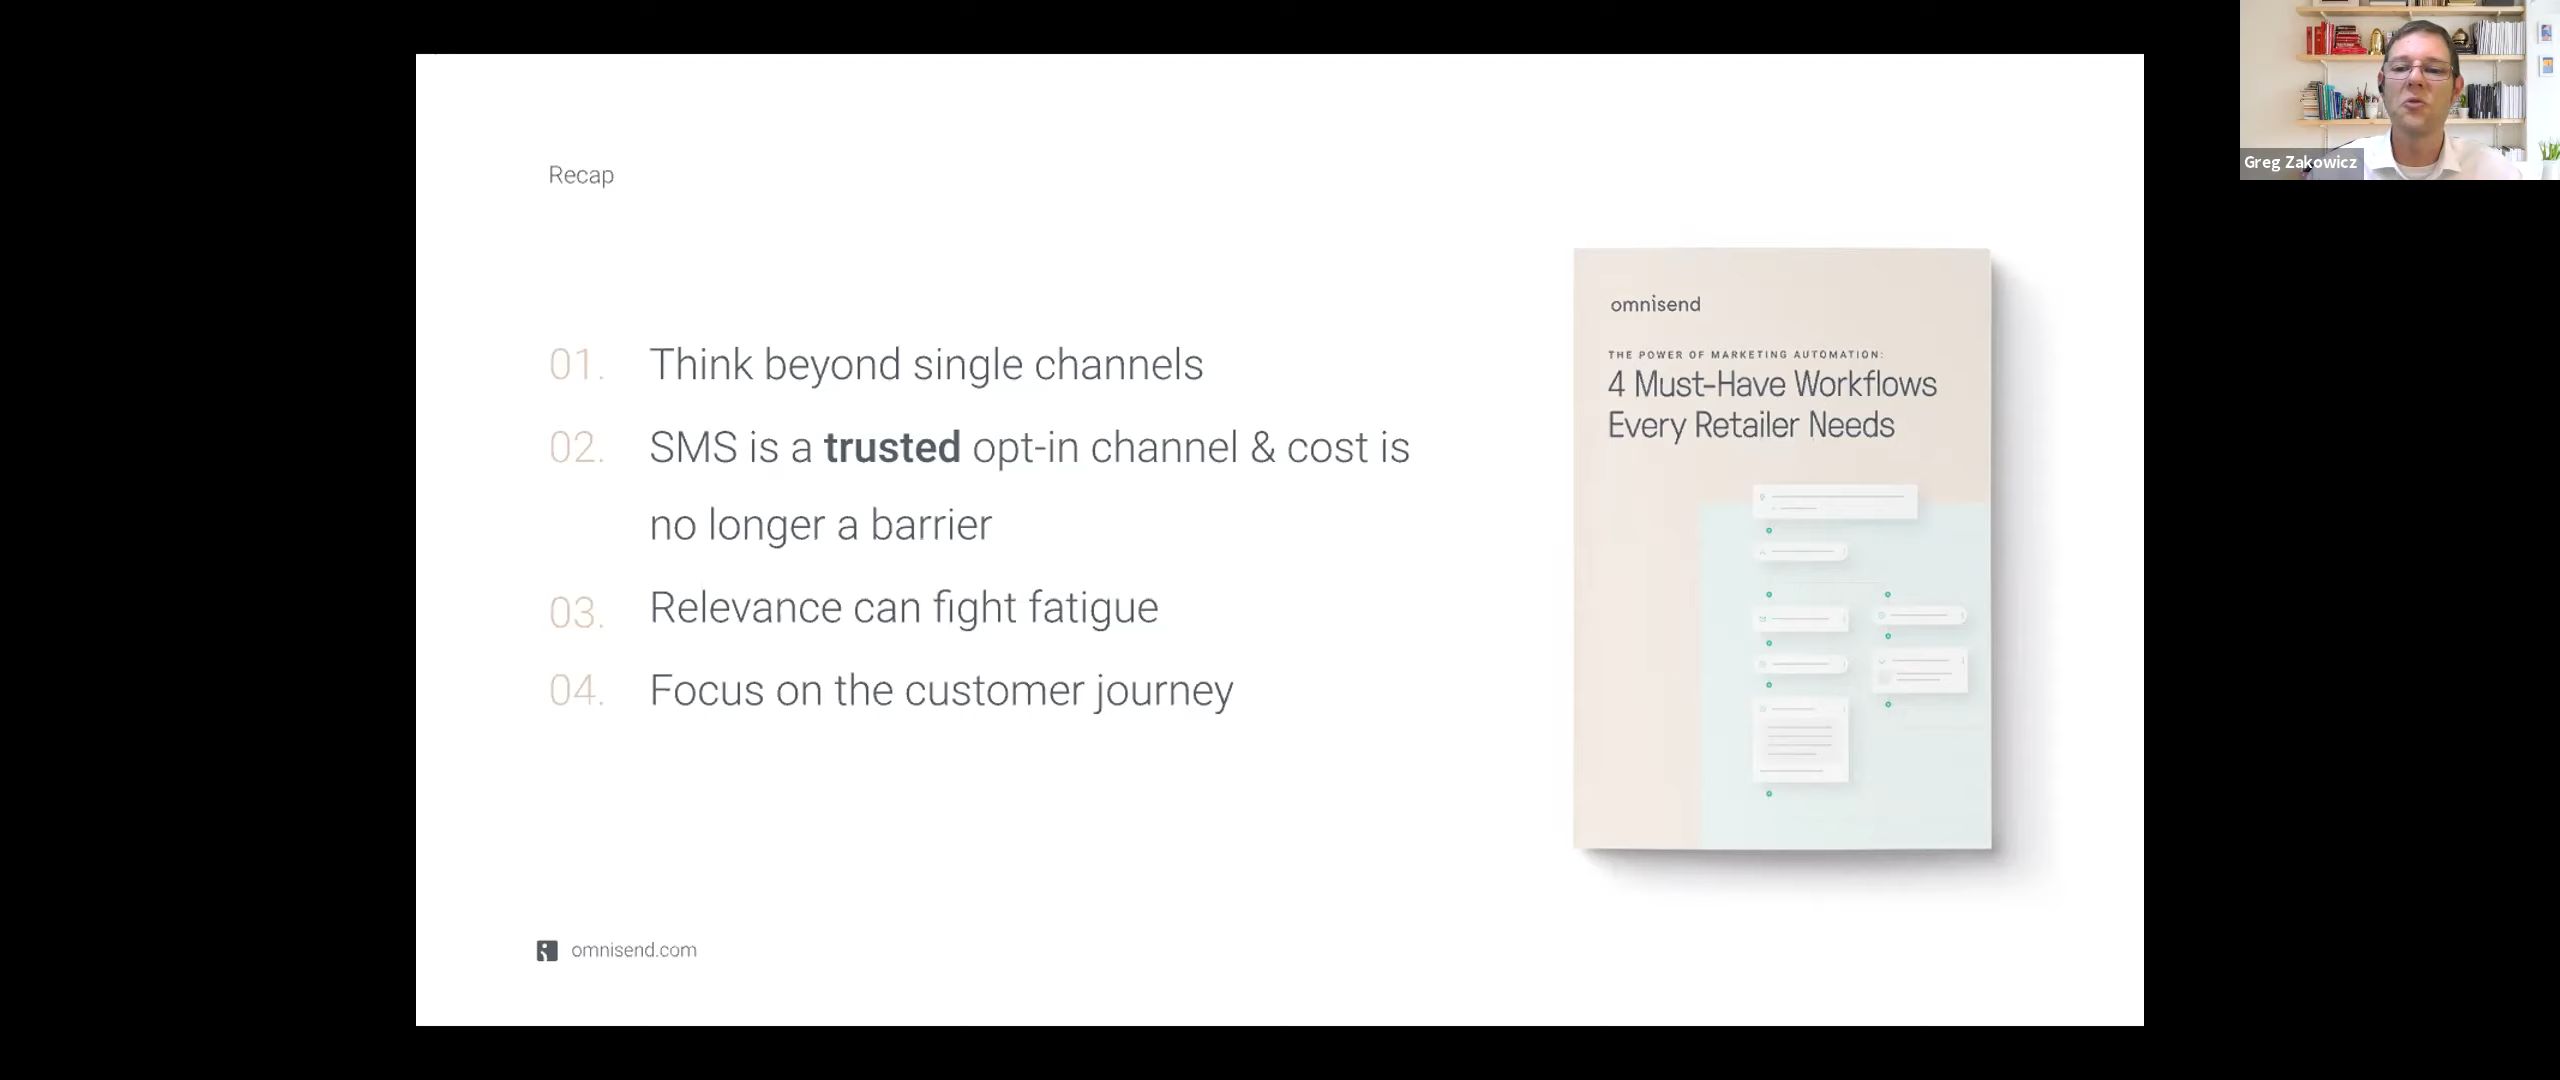 Recap
01. Think beyond single channels
02. SMS is a trusted opt-in channel & cost is
no longer a barrier
03. Relevance can fight fatigue
04. Focus on the customer journey
omnisend
THE POWER OF MARKETING AUTOMATION:
4 Must-Have Workflows
Every Retailer Needs
omnisend.com
Greg Zakowicz